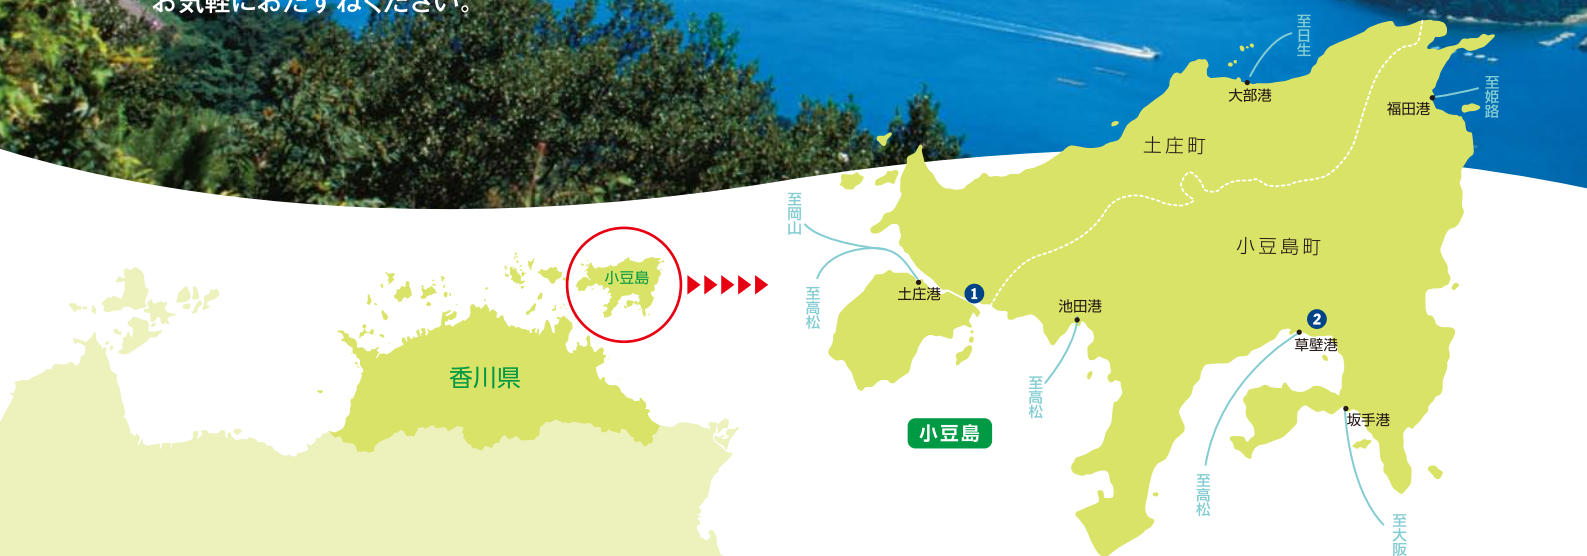 お気軽におたずねください。
至日生
大部港
至姫路
福田港
土庄町
至岡山
小豆島町
小豆島
土庄港
1
至高松
池田港
2
草壁港
香川県
至高松
坂手港
小豆島
至高松
至大阪